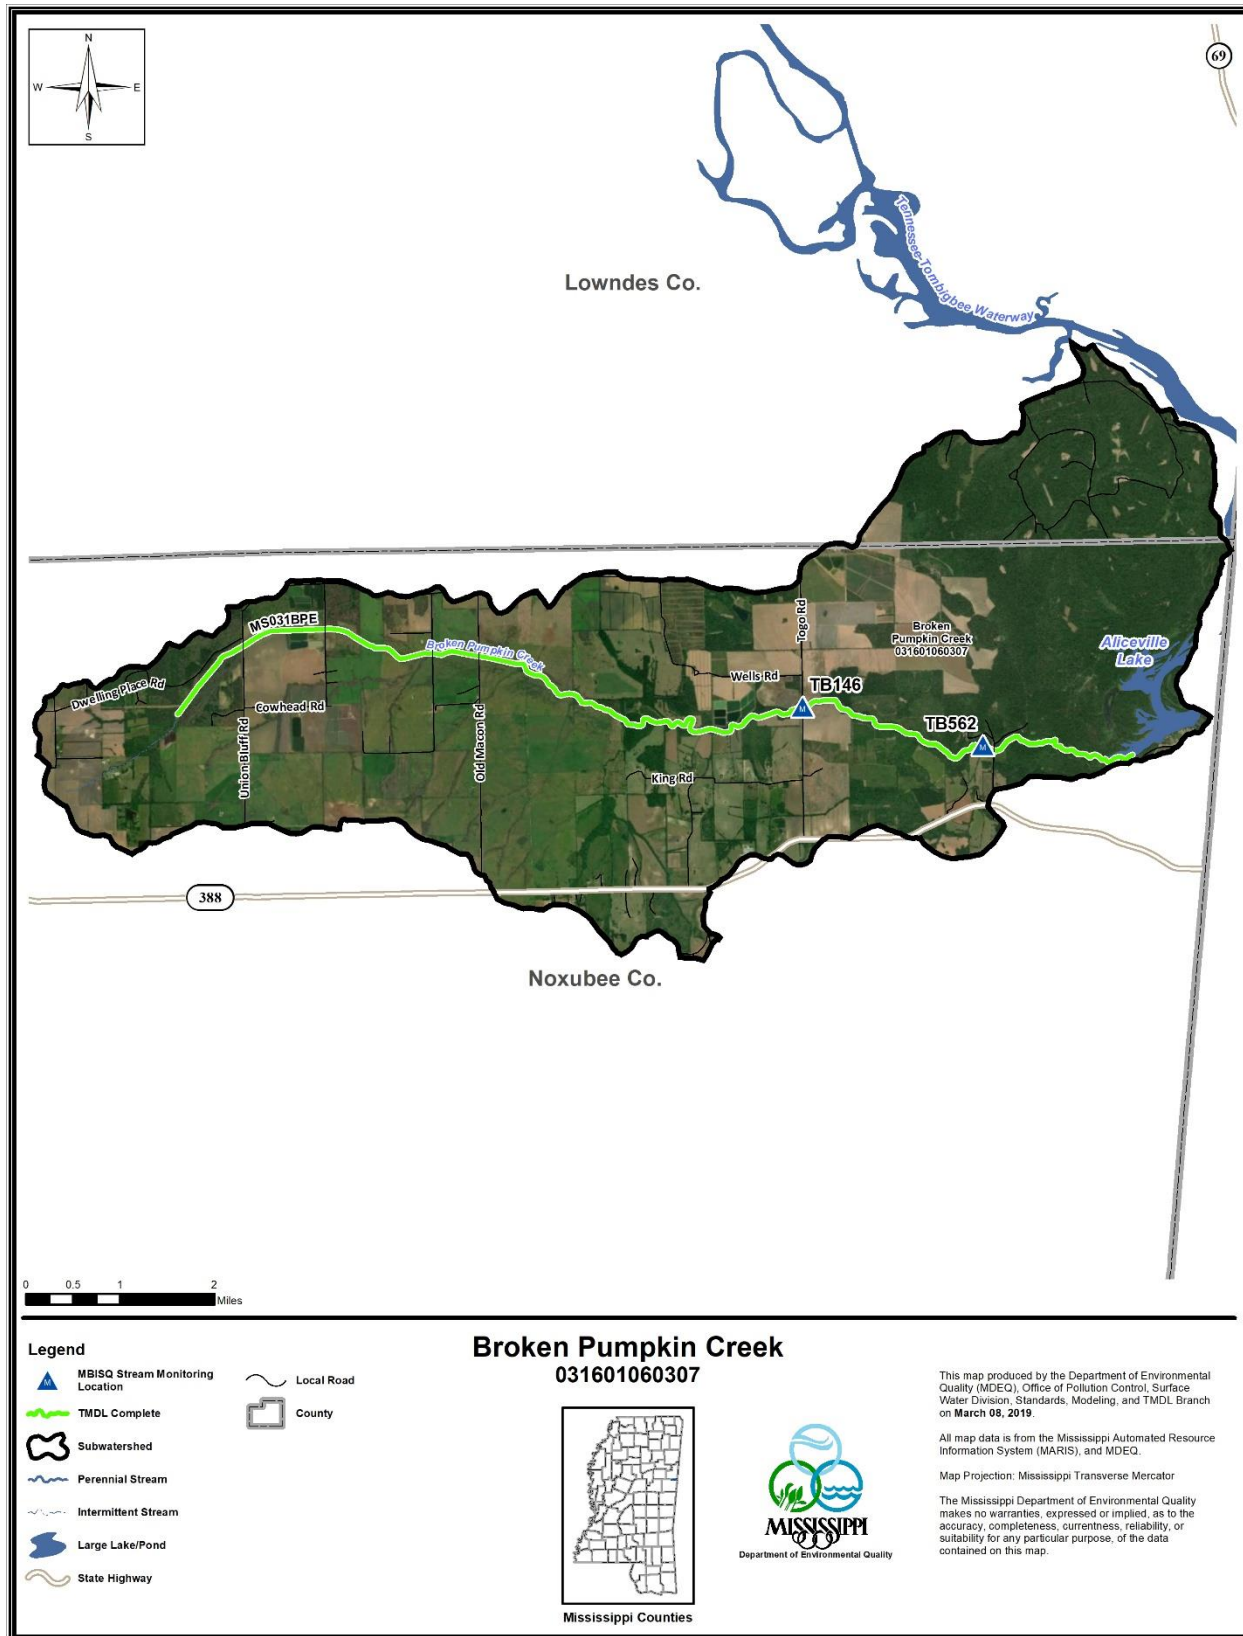 N
W
E
S
69
Tennessee-Tombigbee Waterway
Lowndes Co.
MS031BPE
Broken Pumpkin Creek
Togo Rd
Broken
Pumpkin Creek
031601060307
Aliceville
Lake
Dwelling Place Rd
Wells Rd
TB146
Cowhead Rd
Union Bluff Rd
Old Macon Rd
TB562
M
M
King Rd
388
Noxubee Co.
0 0.5 1 2
Miles
Legend
M
MBISQ Stream Monitoring
Location
TMDL Complete
Subwatershed
Perennial Stream
Intermittent Stream
Large Lake/Pond
State Highway
Local Road
County
Broken Pumpkin Creek
031601060307
Mississippi Counties
MISSISSIPPI
Department of Environmental Quality
This map produced by the Department of Environmental
Quality (MDEQ), Office of Pollution Control, Surface
Water Division, Standards, Modeling, and TMDL Branch
on March 08, 2019.
All map data is from the Mississippi Automated Resource
Information System (MARIS), and MDEQ.
Map Projection: Mississippi Transverse Mercator
The Mississippi Department of Environmental Quality
makes no warranties, expressed or implied, as to the
accuracy, completeness, currentness, reliability, or
suitability for any particular purpose, of the data
contained on this map.